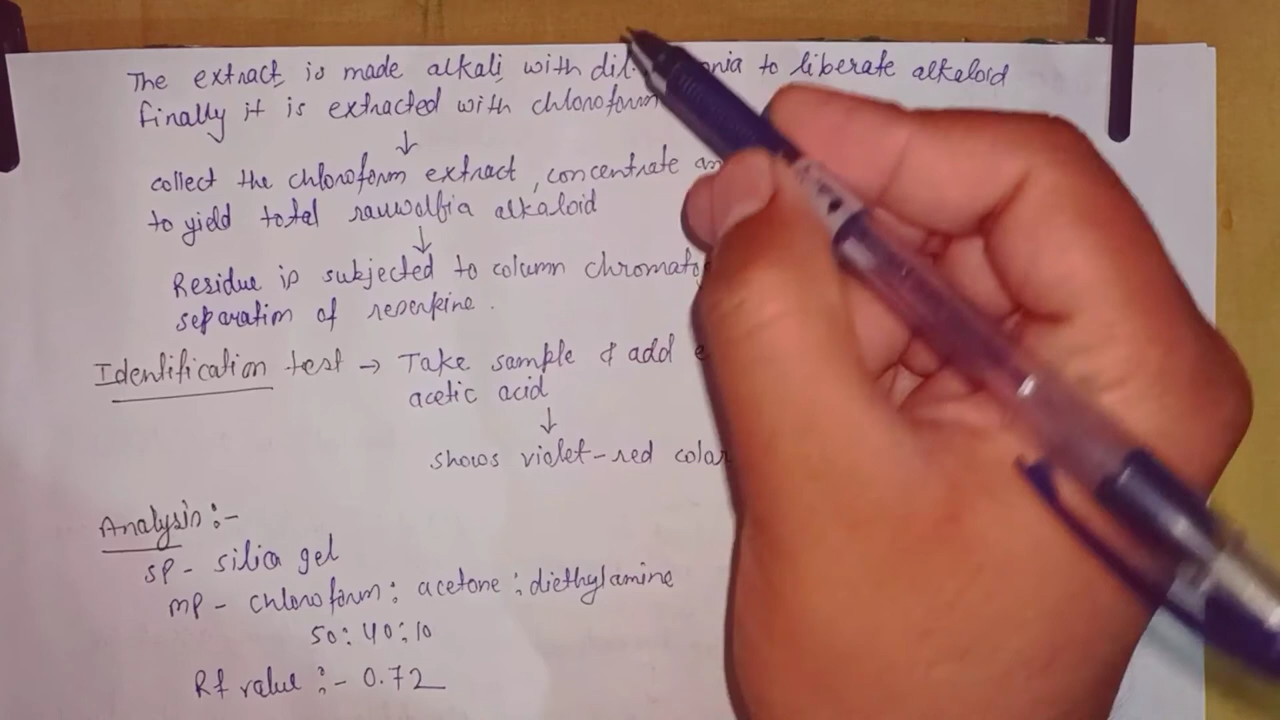 The extract is made alkali with dil. to liberate alkaloid
finally it is extracted with chloroform
↓
collect the chloroform extract, concentrate
to yield total rauwolfia alkaloid
↓
Residue is subjected to column
separation of reserpine.
Identification test → Take sample & add
acetic acid
↓
shows violet-red
Analysis :-
SP - silica gel
MP - chloroform : acetone : diethylamine
50:40:10
Rf value :- 0.72